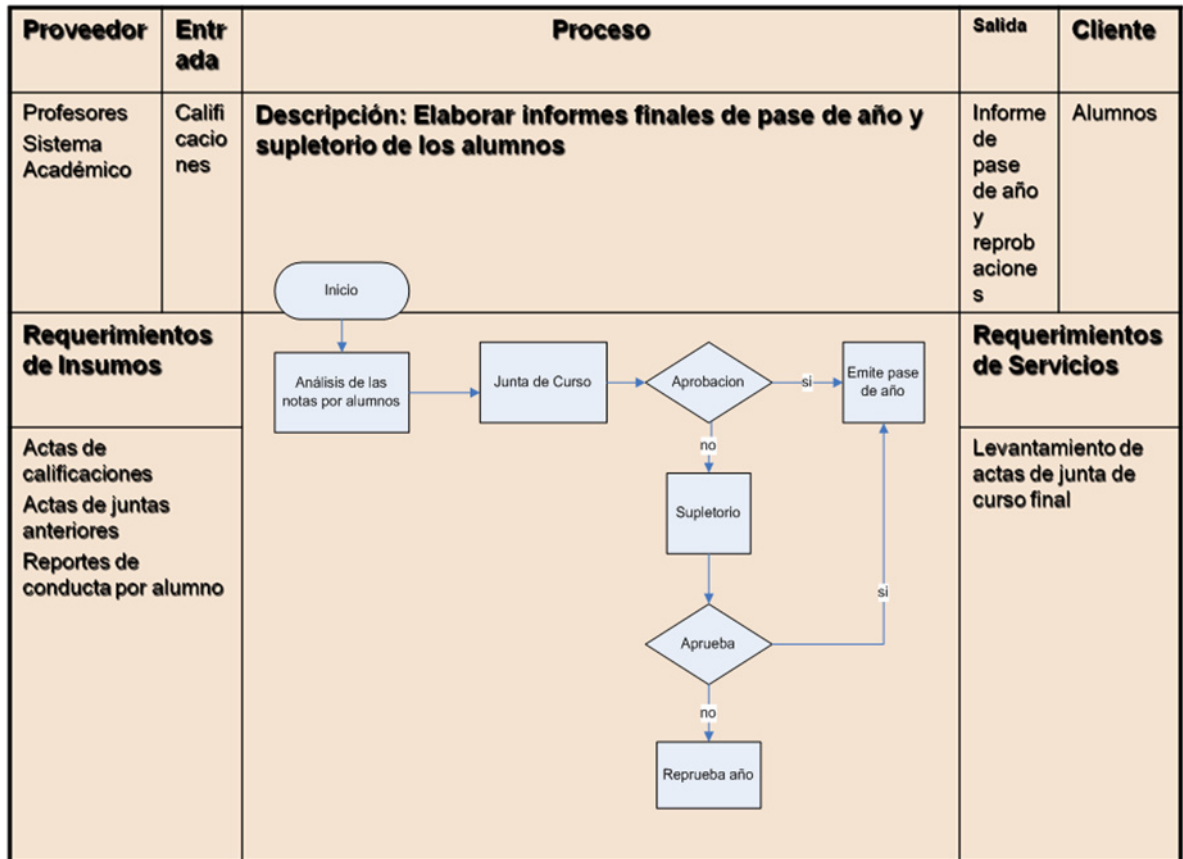 Proveedor
Entr
ada
Proceso
Salida
Cliente
Profesores
Sistema
Académico
Califi
cacio
nes
Descripción: Elaborar informes finales de pase de año y
supletorio de los alumnos
Informe
de
pase
de año
y
reprob
acione
s
Alumnos
Inicio
Requerimientos
de Insumos
Análisis de las
notas por alumnos
Junta de Curso
Aprobacion
si
Emite pase
de año
Requerimientos
de Servicios
no
Actas de
calificaciones
Actas de juntas
anteriores
Reportes de
conducta por alumno
Supletorio
Levantamiento de
actas de junta de
curso final
si
Aprueba
no
Reprueba año